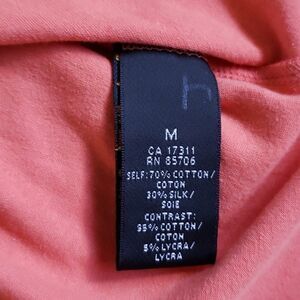 M
CA 17311
RN 85706
SELF:70% COTTON/
COTON
30% SILK/
SOIE
CONTRAST:
95% COTTON/
COTON
5% LYCRA/
LYCRA